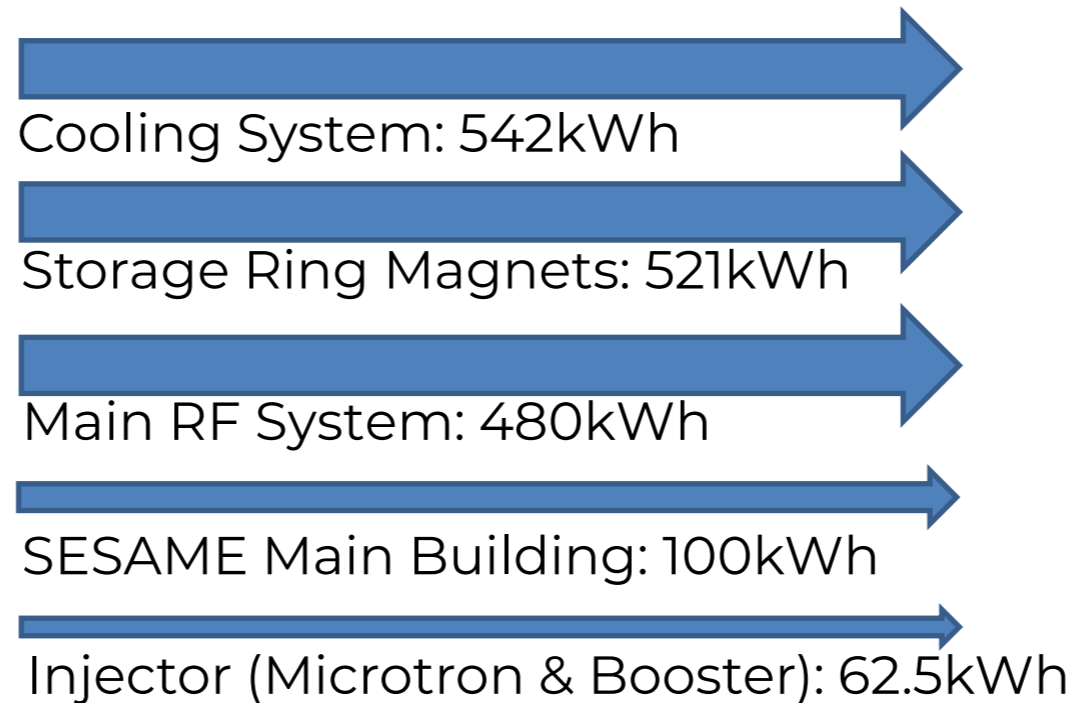 Cooling System: 542kWh
Storage Ring Magnets: 521kWh
Main RF System: 480kWh
SESAME Main Building: 100kWh
Injector (Microtron & Booster): 62.5kWh